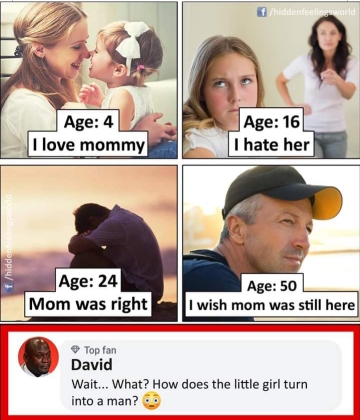 f /hiddenfeelingsworld
Age: 4
I love mommy
Age: 16
I hate her
Age: 24
Mom was right
Age: 50
I wish mom was still here
Top fan
David
Wait... What? How does the little girl turn
into a man? 😳